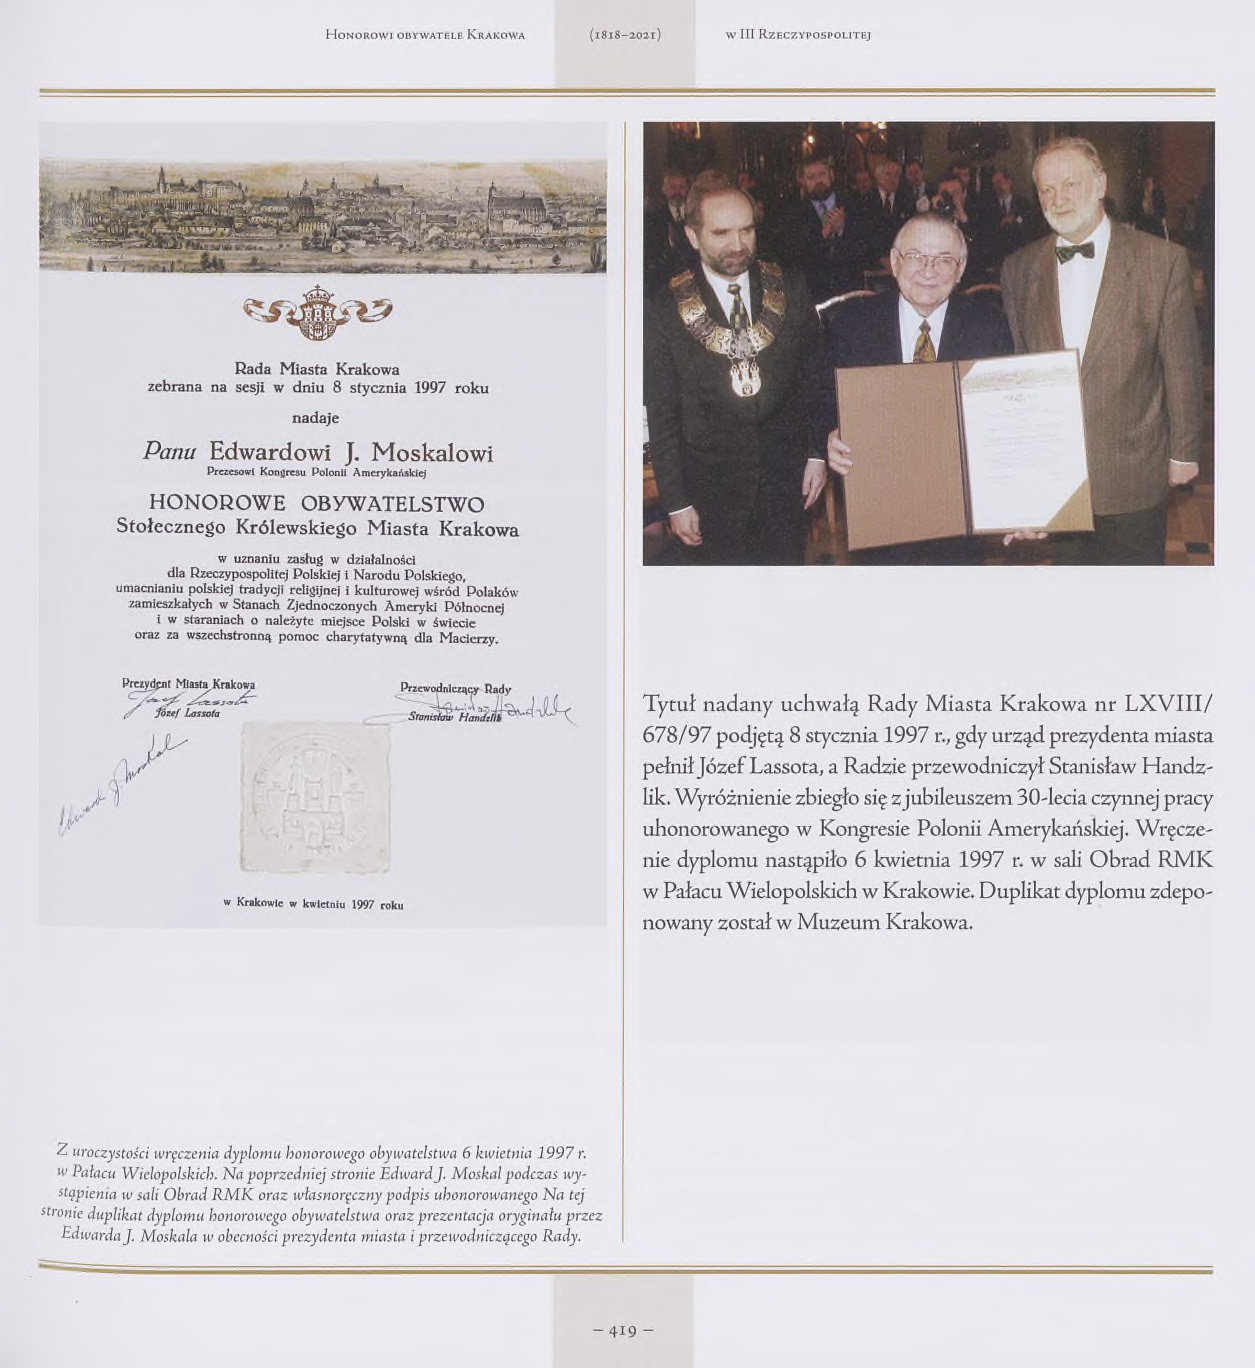 Honorowi obywatele Krakowa (1818–2021) w III Rzeczypospolitej
Rada Miasta Krakowa
zebrana na sesji w dniu 8 stycznia 1997 roku
nadaje
Panu Edwardowi J. Moskalowi
Prezesowi Kongresu Polonii Amerykańskiej
HONOROWE OBYWATELSTWO
Stołecznego Królewskiego Miasta Krakowa
w uznaniu zasług w działalności
dla Rzeczypospolitej Polskiej i Narodu Polskiego,
umacnianiu polskiej tradycji religijnej i kulturowej wśród Polaków
zamieszkałych w Stanach Zjednoczonych Ameryki Północnej
i w staraniach o należyte miejsce Polski w świecie
oraz za wszechstronną pomoc charytatywną dla Macierzy.
Prezydent Miasta Krakowa
Józef Lassota
Józef Lassota
Przewodniczący Rady
Stanisław Handzlik
Stanisław Handzlik
Edward J. Moskal
w Krakowie w kwietniu 1997 roku
Z uroczystości wręczenia dyplomu honorowego obywatelstwa 6 kwietnia 1997 r.
w Pałacu Wielopolskich. Na poprzedniej stronie Edward J. Moskal podczas wy-
stąpienia w sali Obrad RMK oraz własnoręczny podpis uhonorowanego Na tej
stronie duplikat dyplomu honorowego obywatelstwa oraz prezentacja oryginału przez
Edwarda J. Moskala w obecności prezydenta miasta i przewodniczącego Rady.
Tytuł nadany uchwałą Rady Miasta Krakowa nr LXVIII/
678/97 podjętą 8 stycznia 1997 r., gdy urząd prezydenta miasta
pełnił Józef Lassota, a Radzie przewodniczył Stanisław Handz-
lik. Wyróżnienie zbiegło się z jubileuszem 30-lecia czynnej pracy
uhonorowanego w Kongresie Polonii Amerykańskiej. Wręcze-
nie dyplomu nastąpiło 6 kwietnia 1997 r. w sali Obrad RMK
w Pałacu Wielopolskich w Krakowie. Duplikat dyplomu zdepo-
nowany został w Muzeum Krakowa.
– 419 –